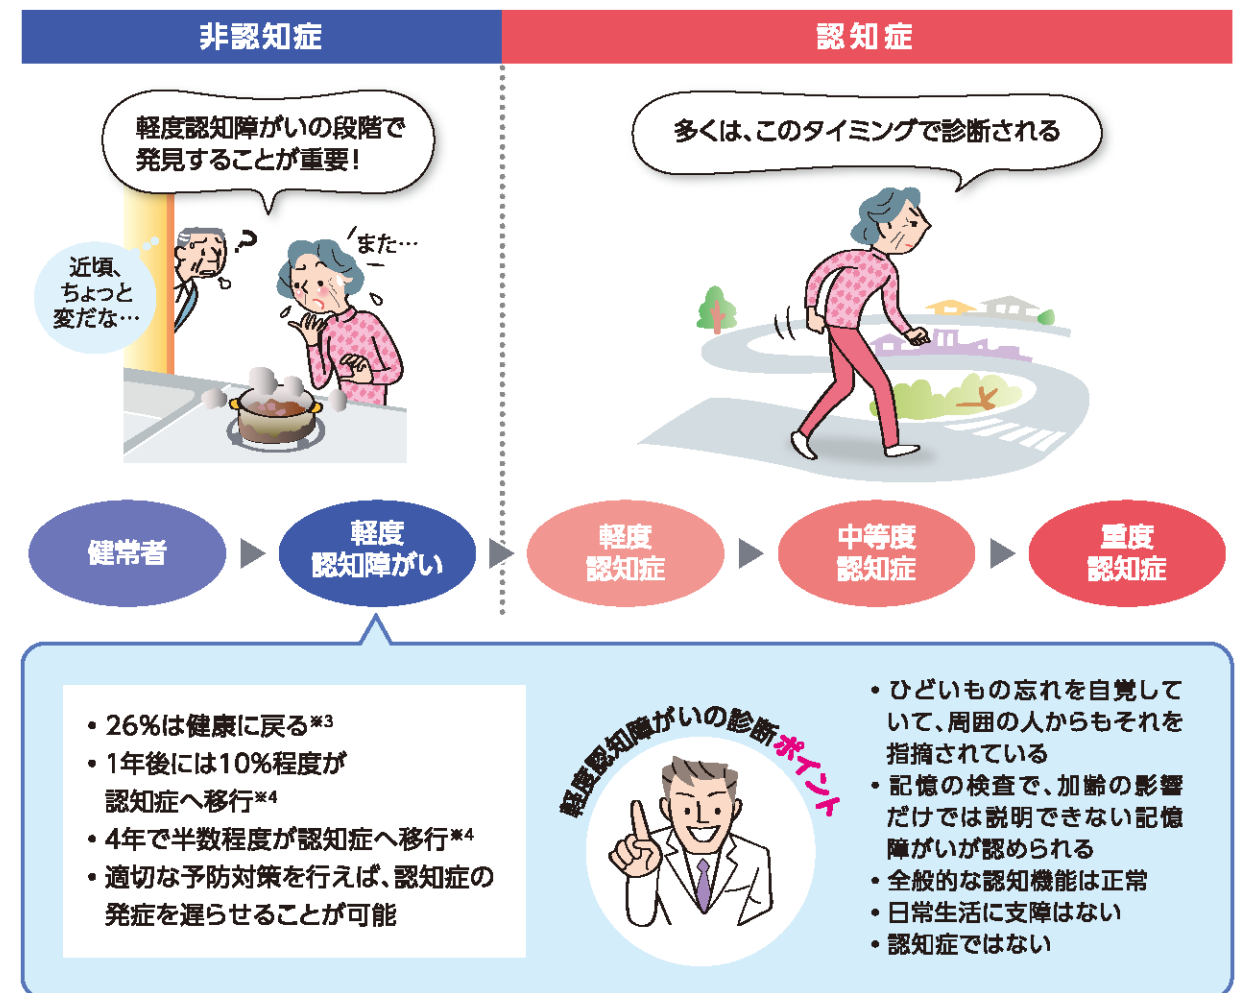 非認知症
認知症
軽度認知障がいの段階で
発見することが重要！
多くは、このタイミングで診断される
近頃、
ちょっと
変だな…
?
また…
健常者
軽度
認知障がい
軽度
認知症
中等度
認知症
重度
認知症
・26%は健康に戻る※3
・1年後には10%程度が
認知症へ移行※4
・4年で半数程度が認知症へ移行※4
・適切な予防対策を行えば、認知症の
発症を遅らせることが可能
軽度認知障がいの診断ポイント
・ひどいもの忘れを自覚して
いて、周囲の人からもそれを
指摘されている
・記憶の検査で、加齢の影響
だけでは説明できない記憶
障がいが認められる
・全般的な認知機能は正常
・日常生活に支障はない
・認知症ではない